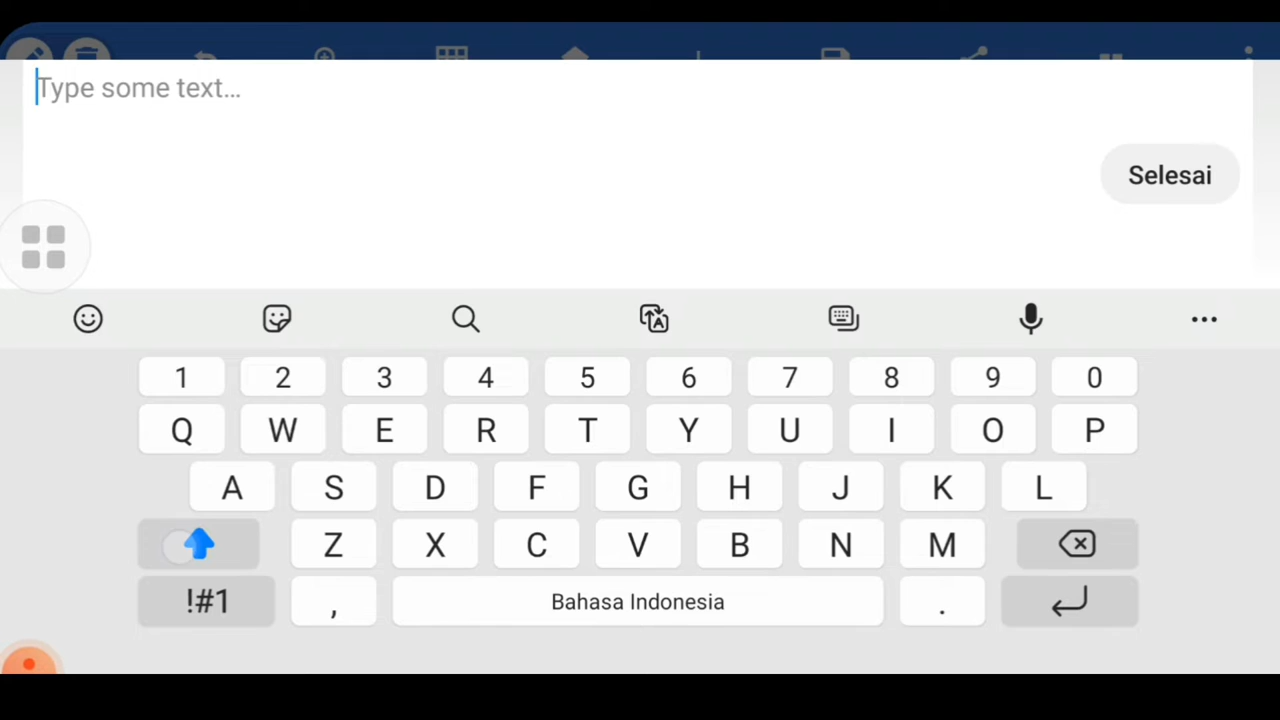 Type some text...
Selesai
1 2 3 4 5 6 7 8 9 0
Q W E R T Y U I O P
A S D F G H J K L
Z X C V B N M
!#1 , Bahasa Indonesia .